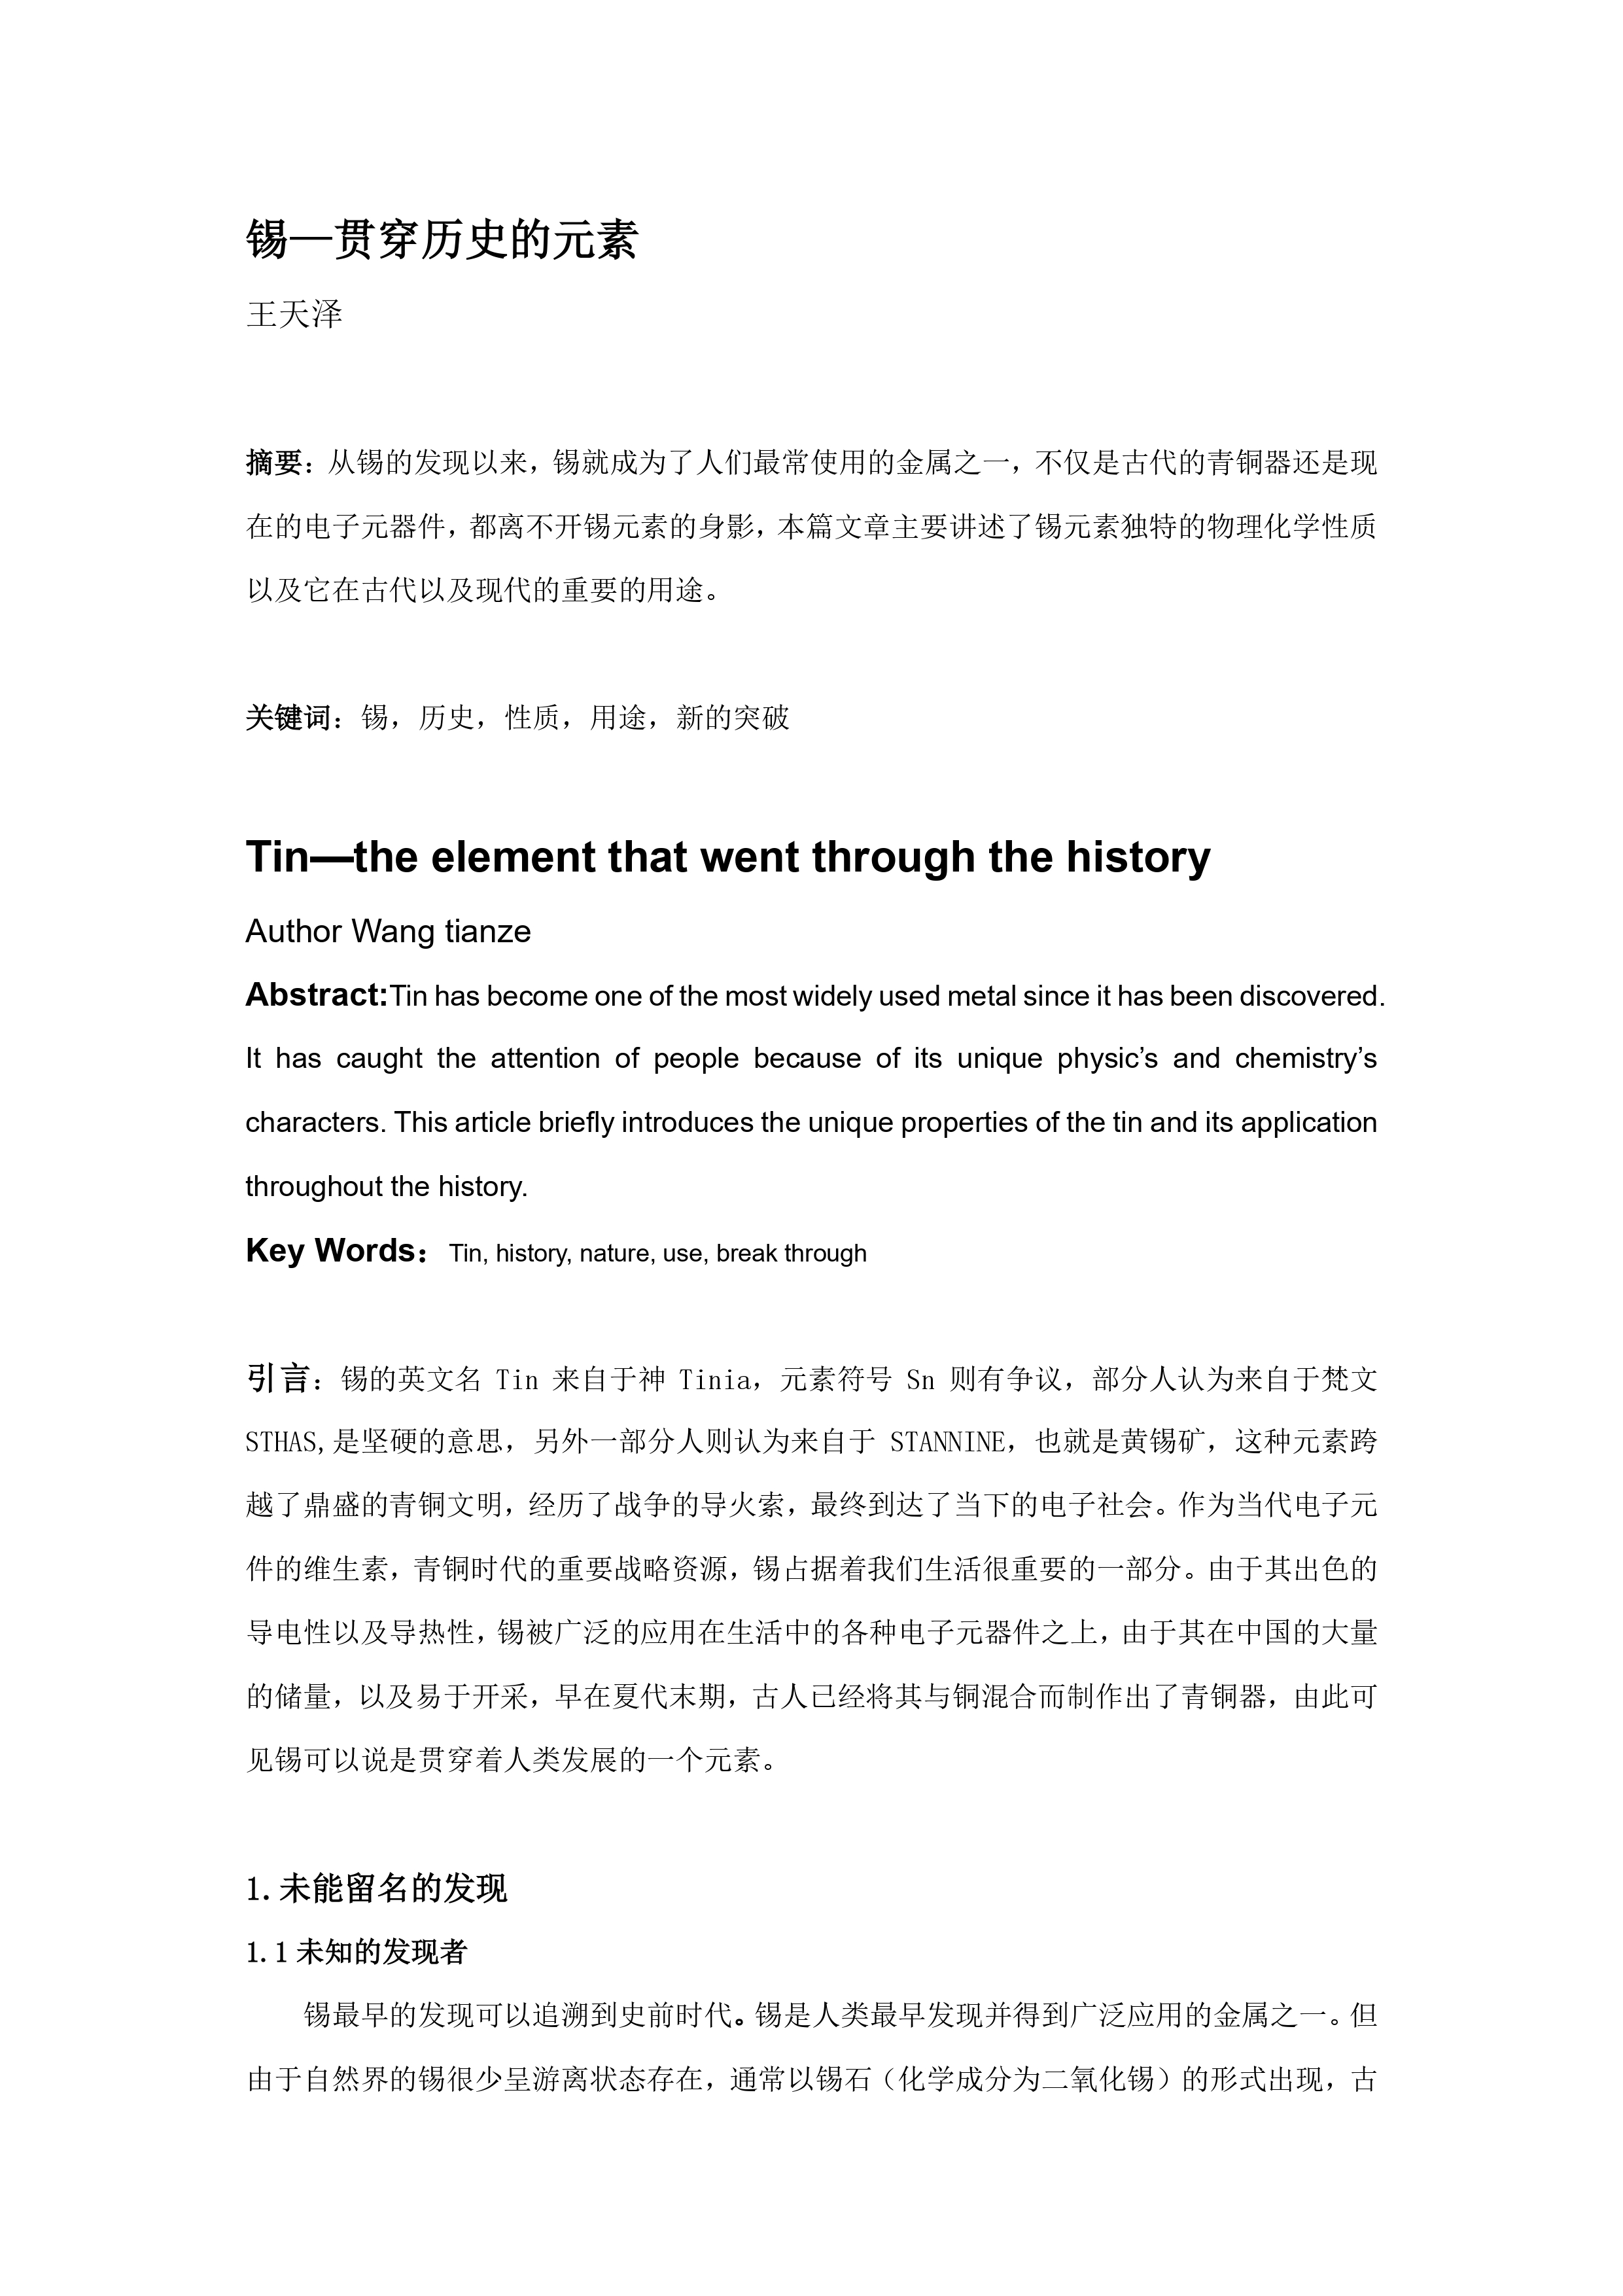 锡—贯穿历史的元素
王天泽
摘要：从锡的发现以来，锡就成为了人们最常使用的金属之一，不仅是古代的青铜器还是现
在的电子元器件，都离不开锡元素的身影，本篇文章主要讲述了锡元素独特的物理化学性质
以及它在古代以及现代的重要的用途。
关键词：锡，历史，性质，用途，新的突破
Tin—the element that went through the history
Author Wang tianze
Abstract:Tin has become one of the most widely used metal since it has been discovered.
It has caught the attention of people because of its unique physic’s and chemistry’s
characters. This article briefly introduces the unique properties of the tin and its application
throughout the history.
Key Words：Tin, history, nature, use, break through
引言：锡的英文名 Tin 来自于神 Tinia，元素符号 Sn 则有争议，部分人认为来自于梵文
STHAS,是坚硬的意思，另外一部分人则认为来自于 STANNINE，也就是黄锡矿，这种元素跨
越了鼎盛的青铜文明，经历了战争的导火索，最终到达了当下的电子社会。作为当代电子元
件的维生素，青铜时代的重要战略资源，锡占据着我们生活很重要的一部分。由于其出色的
导电性以及导热性，锡被广泛的应用在生活中的各种电子元器件之上，由于其在中国的大量
的储量，以及易于开采，早在夏代末期，古人已经将其与铜混合而制作出了青铜器，由此可
见锡可以说是贯穿着人类发展的一个元素。
1.未能留名的发现
1.1 未知的发现者
锡最早的发现可以追溯到史前时代。锡是人类最早发现并得到广泛应用的金属之一。但
由于自然界的锡很少呈游离状态存在，通常以锡石（化学成分为二氧化锡）的形式出现，古